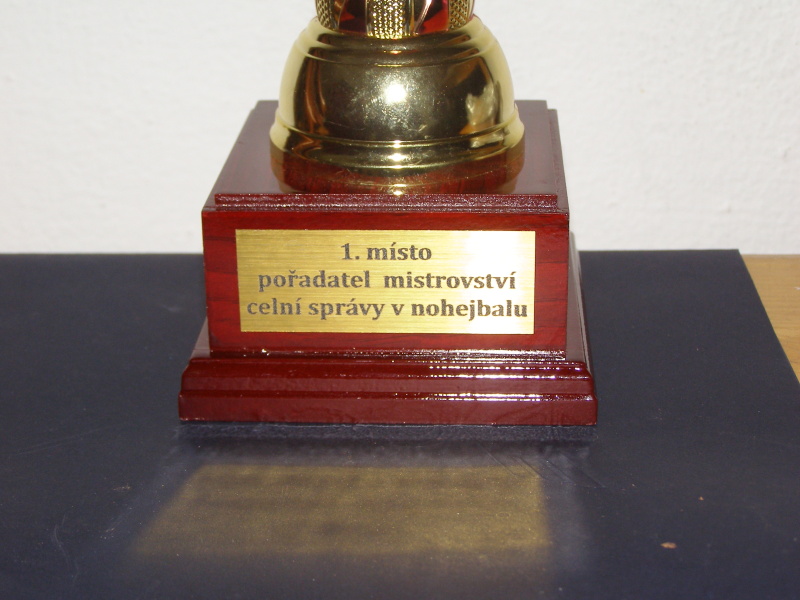 1. místo
pořadatel mistrovství
celní správy v nohejbalu